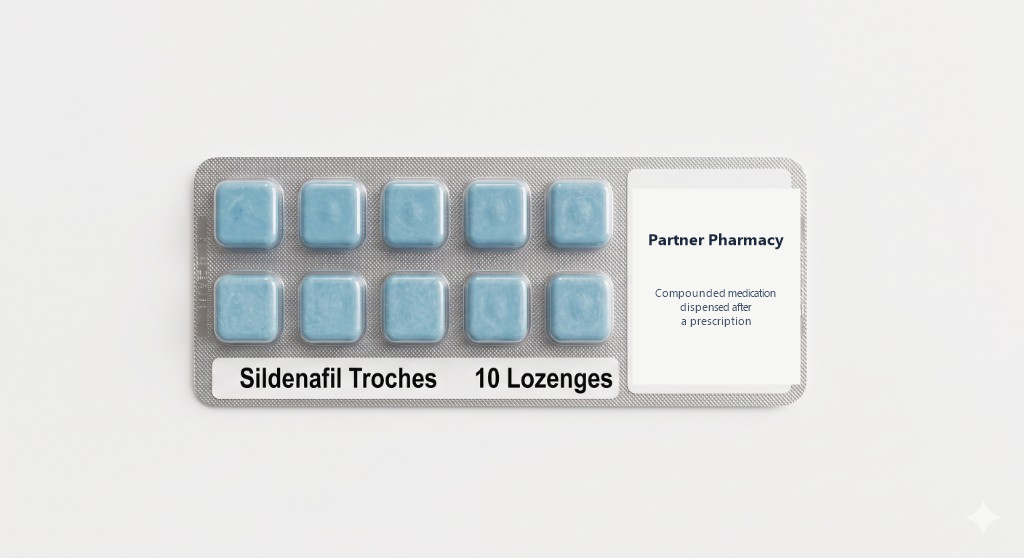 Partner Pharmacy
Compounded medication
dispensed after
a prescription
Sildenafil Troches 10 Lozenges